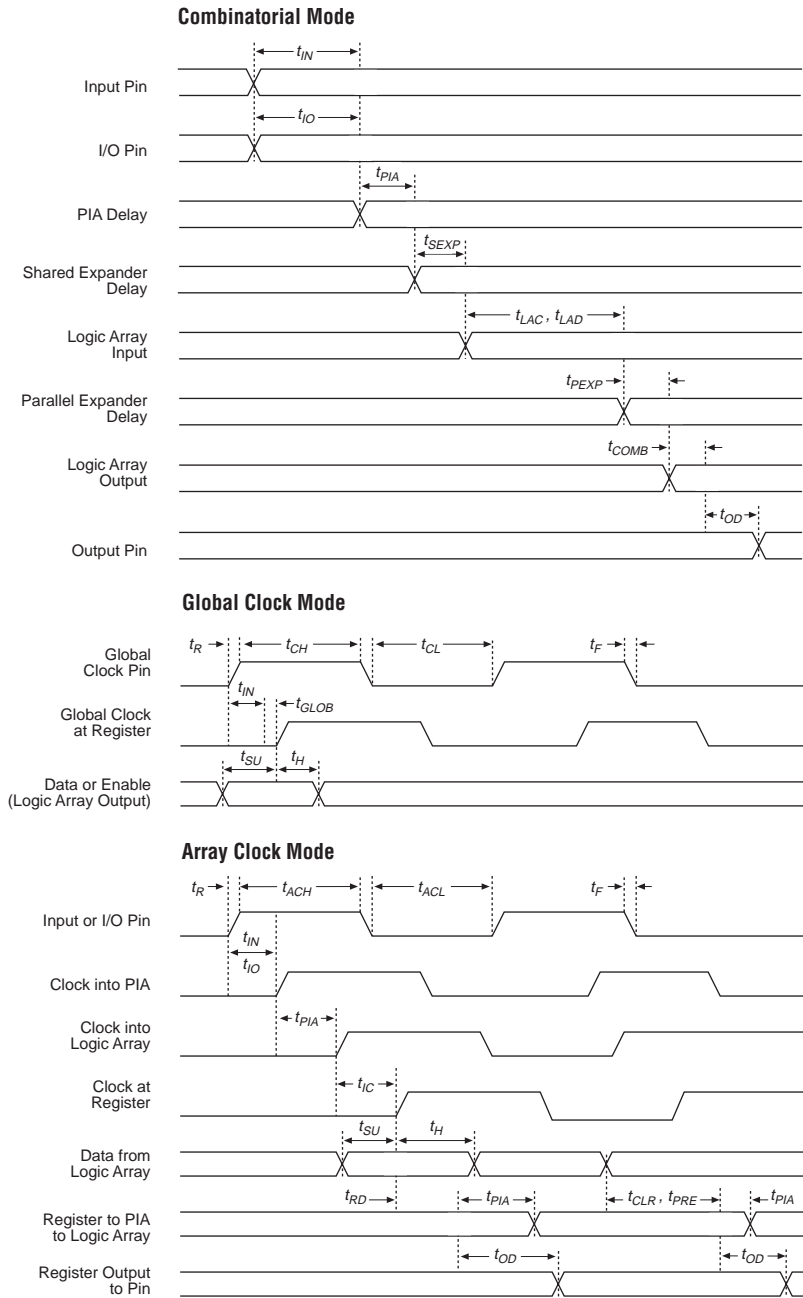 Combinatorial Mode
tIN
Input Pin
tIO
I/O Pin
tPIA
PIA Delay
tSEXP
Shared Expander
Delay
tLAC , tLAD
Logic Array
Input
tPEXP
Parallel Expander
Delay
tCOMB
Logic Array
Output
tOD
Output Pin
Global Clock Mode
tR tCH tCL tF
Global
Clock Pin
tIN tGLOB
Global Clock
at Register
tSU tH
Data or Enable
(Logic Array Output)
Array Clock Mode
tR tACH tACL tF
Input or I/O Pin
tIN
tIO
Clock into PIA
tPIA
Clock into
Logic Array
tIC
Clock at
Register
tSU tH
Data from
Logic Array
tRD tPIA tCLR , tPRE tPIA
Register to PIA
to Logic Array
tOD tOD
Register Output
to Pin